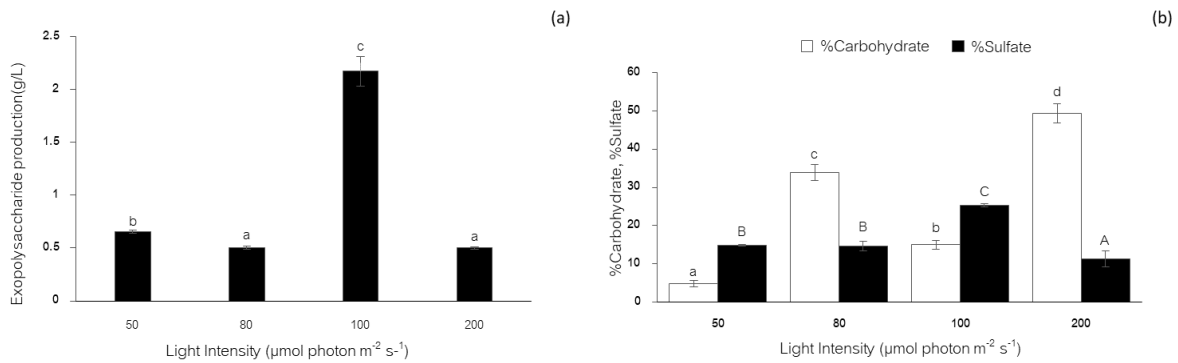 (a)
Exopolysaccharide production(g/L)
2.5
2
1.5
1
0.5
0
b
a
c
a
50 80 100 200
Light Intensity (µmol photon m⁻² s⁻¹)
(b)
%Carbohydrate %Sulfate
%Carbohydrate, %Sulfate
60
50
40
30
20
10
0
a B c B b C d A
50 80 100 200
Light Intensity (µmol photon m⁻² s⁻¹)